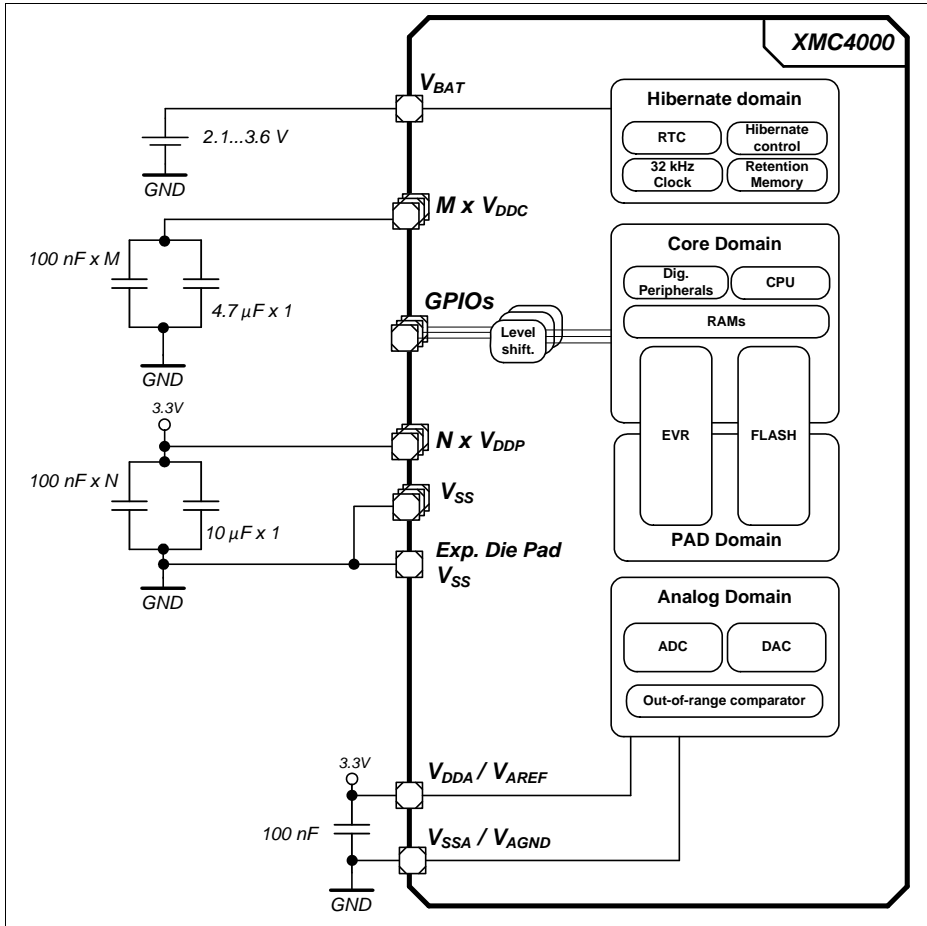 XMC4000
VBAT
Hibernate domain
RTC
Hibernate control
32 kHz Clock
Retention Memory
2.1...3.6 V
GND
M x VDDC
100 nF x M
4.7 µF x 1
GND
Core Domain
Dig. Peripherals
CPU
RAMs
GPIOs
Level shift.
EVR
FLASH
3.3V
N x VDDP
100 nF x N
10 µF x 1
VSS
Exp. Die Pad
VSS
GND
PAD Domain
Analog Domain
ADC
DAC
Out-of-range comparator
3.3V
VDDA / VAREF
100 nF
VSSA / VAGND
GND